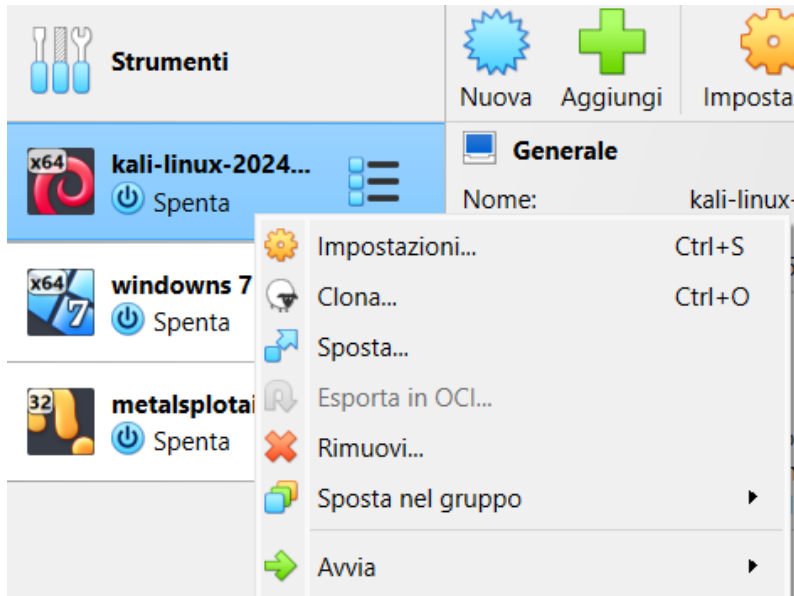 Strumenti
Nuova
Aggiungi
Imposta
x64
kali-linux-2024...
Spenta
Generale
Nome:
kali-linux-
x64
7
windowns 7
Spenta
32
metalsplotai
Spenta
Impostazioni... Ctrl+S
Clona... Ctrl+O
Sposta...
Esporta in OCI...
Rimuovi...
Sposta nel gruppo
Avvia